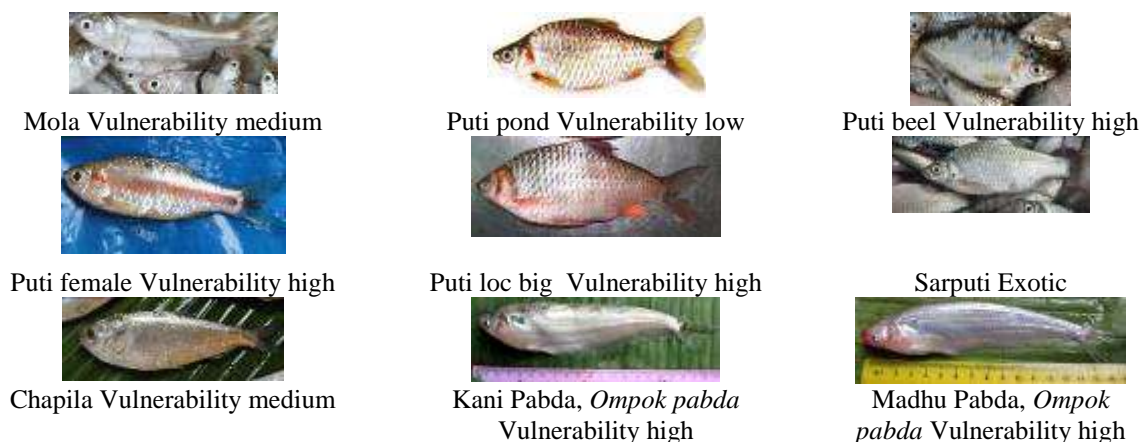 Mola Vulnerability medium
Puti pond Vulnerability low
Puti beel Vulnerability high
Puti female Vulnerability high
Puti loc big Vulnerability high
Sarputi Exotic
Chapila Vulnerability medium
Kani Pabda, Ompok pabda
Vulnerability high
Madhu Pabda, Ompok
pabda Vulnerability high